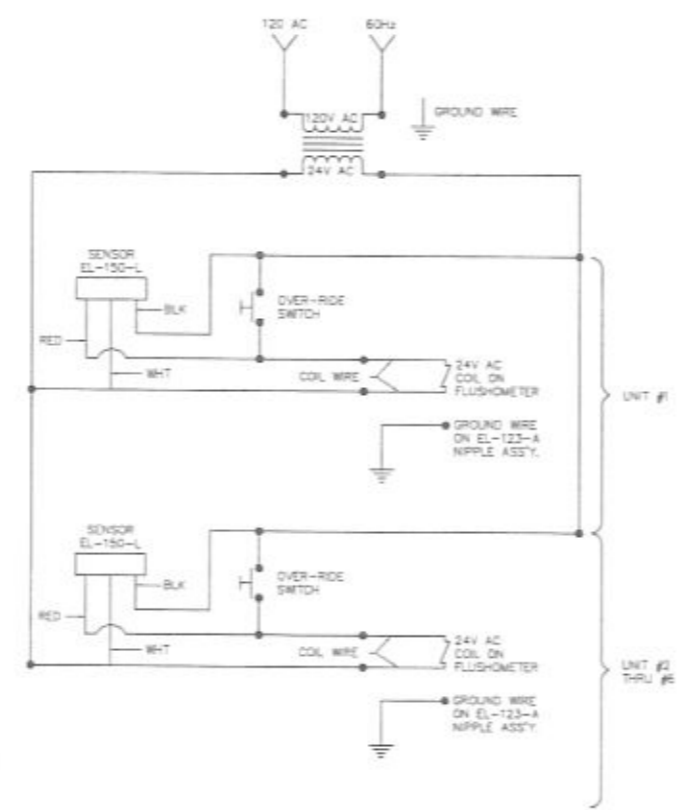 120 AC
60Hz
120V AC
GROUND WIRE
24V AC
SENSOR
EL-150-L
BLK
OVER-RIDE
SWITCH
RED
WHT
COIL WIRE
24V AC
COIL ON
FLUSHOMETER
UNIT #1
GROUND WIRE
ON EL-123-A
NIPPLE ASS'Y.
SENSOR
EL-150-L
BLK
OVER-RIDE
SWITCH
RED
WHT
COIL WIRE
24V AC
COIL ON
FLUSHOMETER
UNIT #2
THRU #6
GROUND WIRE
ON EL-123-A
NIPPLE ASS'Y.